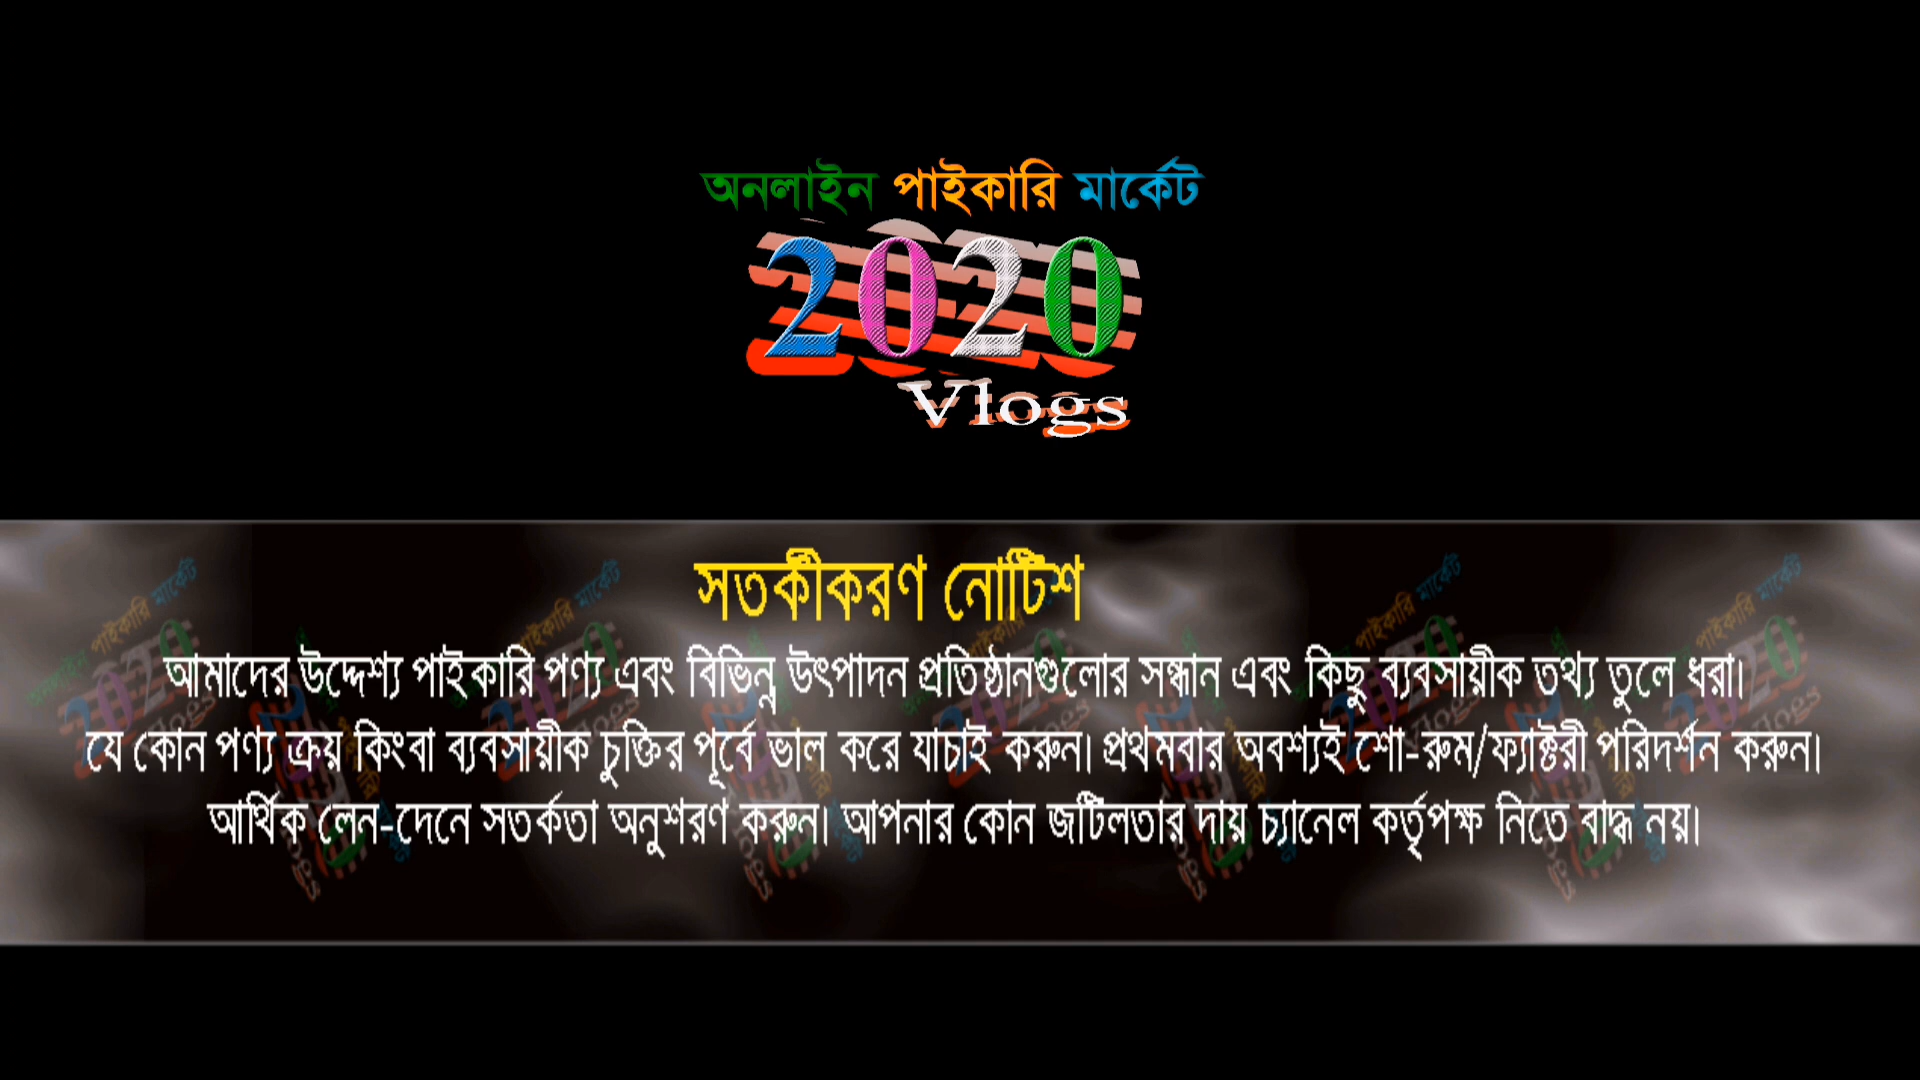 অনলাইন পাইকারি মার্কেট
2020
Vlogs
সতর্কীকরণ নোটিশ
আমাদের উদ্দেশ্য পাইকারি পণ্য এবং বিভিন্ন উৎপাদন প্রতিষ্ঠানগুলোর সন্ধান এবং কিছু ব্যবসায়ীক তথ্য তুলে ধরা।
যে কোন পণ্য ক্রয় কিংবা ব্যবসায়ীক চুক্তির পূর্বে ভাল করে যাচাই করুন। প্রথমবার অবশ্যই শো-রুম/ফ্যাক্টরী পরিদর্শন করুন।
আর্থিক লেন-দেনে সতর্কতা অনুশরণ করুন। আপনার কোন জটিলতার দায় চ্যানেল কর্তৃপক্ষ নিতে বাদ্ধ নয়।